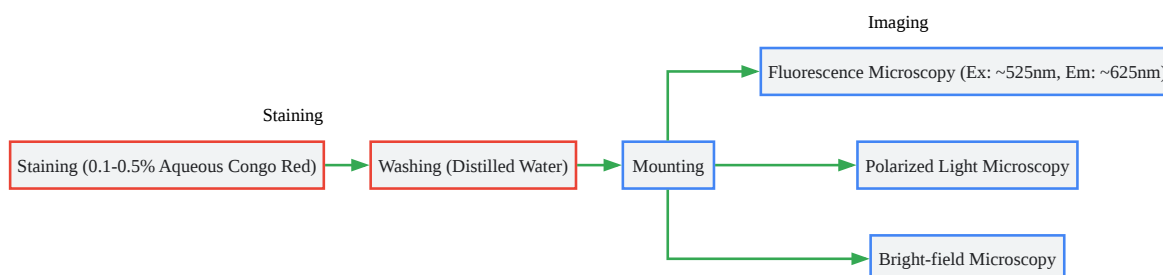 Imaging
Fluorescence Microscopy (Ex: ~525nm, Em: ~625nm)
Staining
Staining (0.1-0.5% Aqueous Congo Red)
Washing (Distilled Water)
Mounting
Polarized Light Microscopy
Bright-field Microscopy